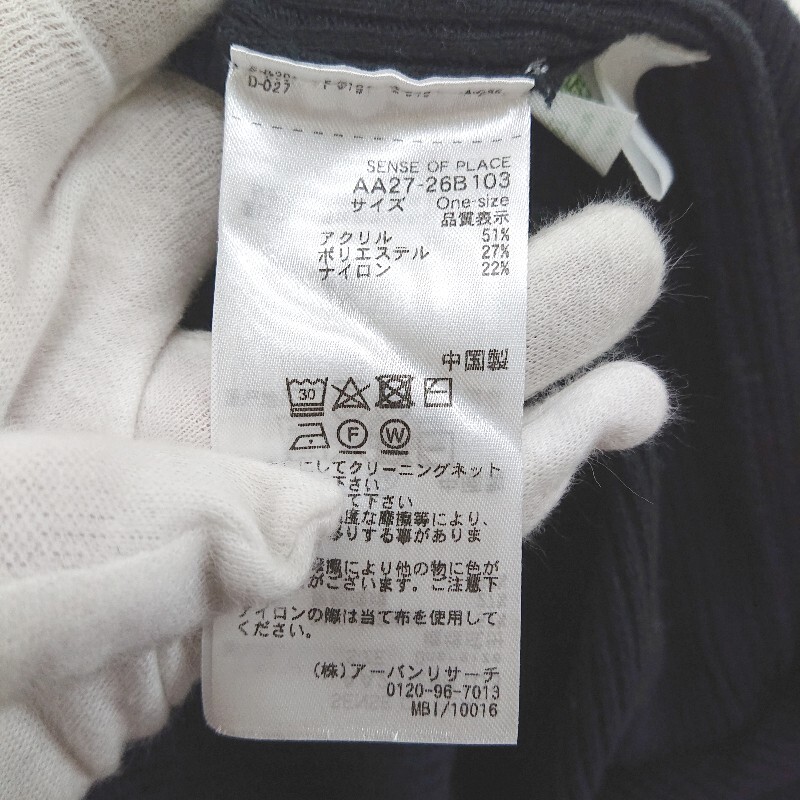 D-027
SENSE OF PLACE
AA27-26B103
サイズ One-size
品質表示
アクリル 51%
ポリエステル 27%
ナイロン 22%
中国製
30
F W
にしてクリーニングネット
下さい
て下さい
な摩擦等により、
移りする事がありま
摩擦により他の物に色が
がございます。ご注意下
アイロンの際は当て布を使用して
ください。
(株)アーバンリサーチ
0120-96-7013
MBI/10016